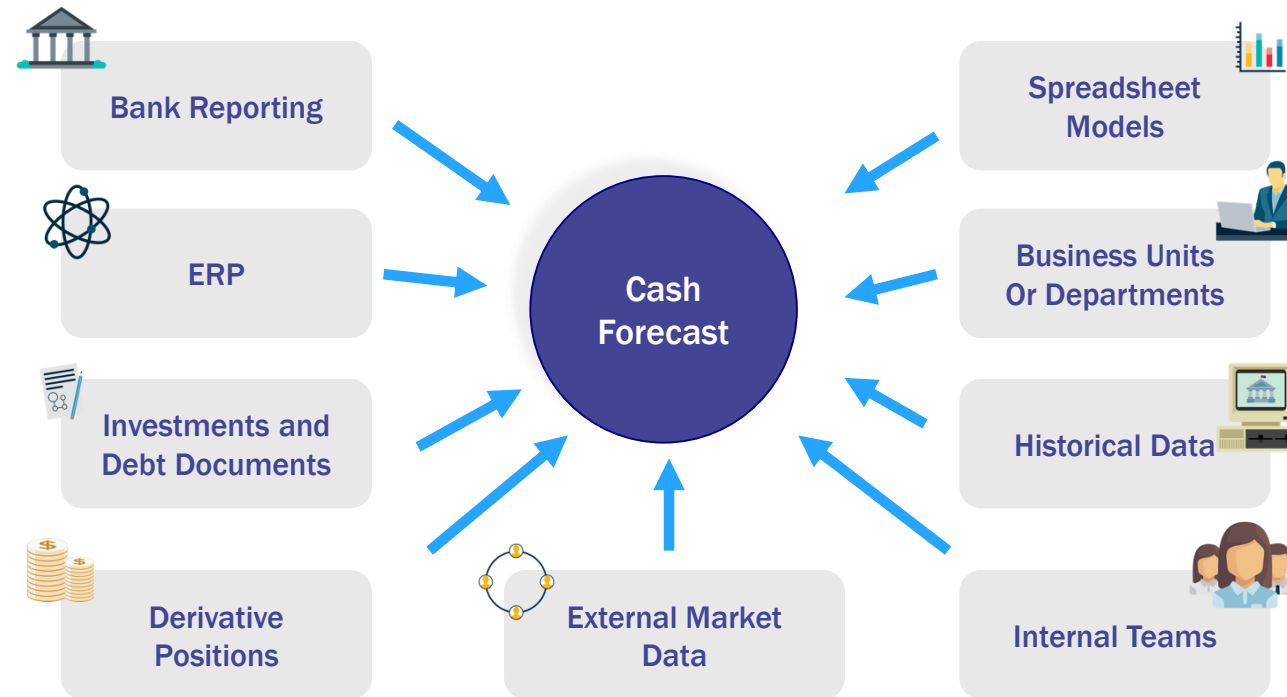 Bank Reporting
ERP
Investments and
Debt Documents
Derivative
Positions
Cash
Forecast
External Market
Data
Spreadsheet
Models
Business Units
Or Departments
Historical Data
Internal Teams